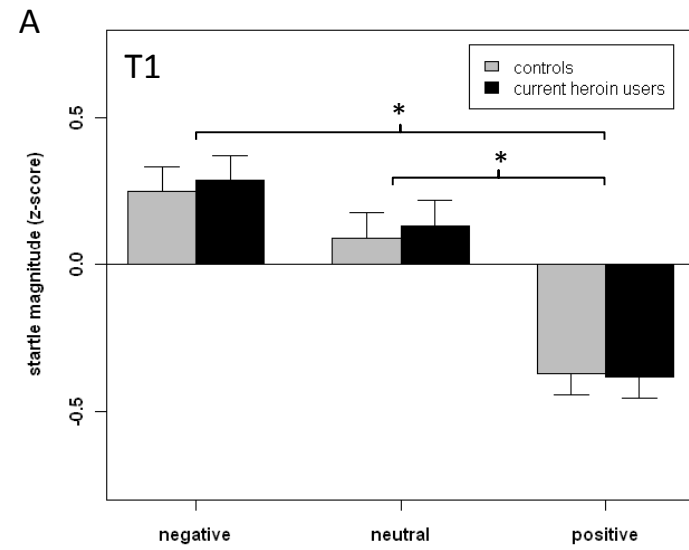 A
T1
controls
current heroin users
*
*
startle magnitude (z-score)
0.5
0.0
-0.5
negative neutral positive